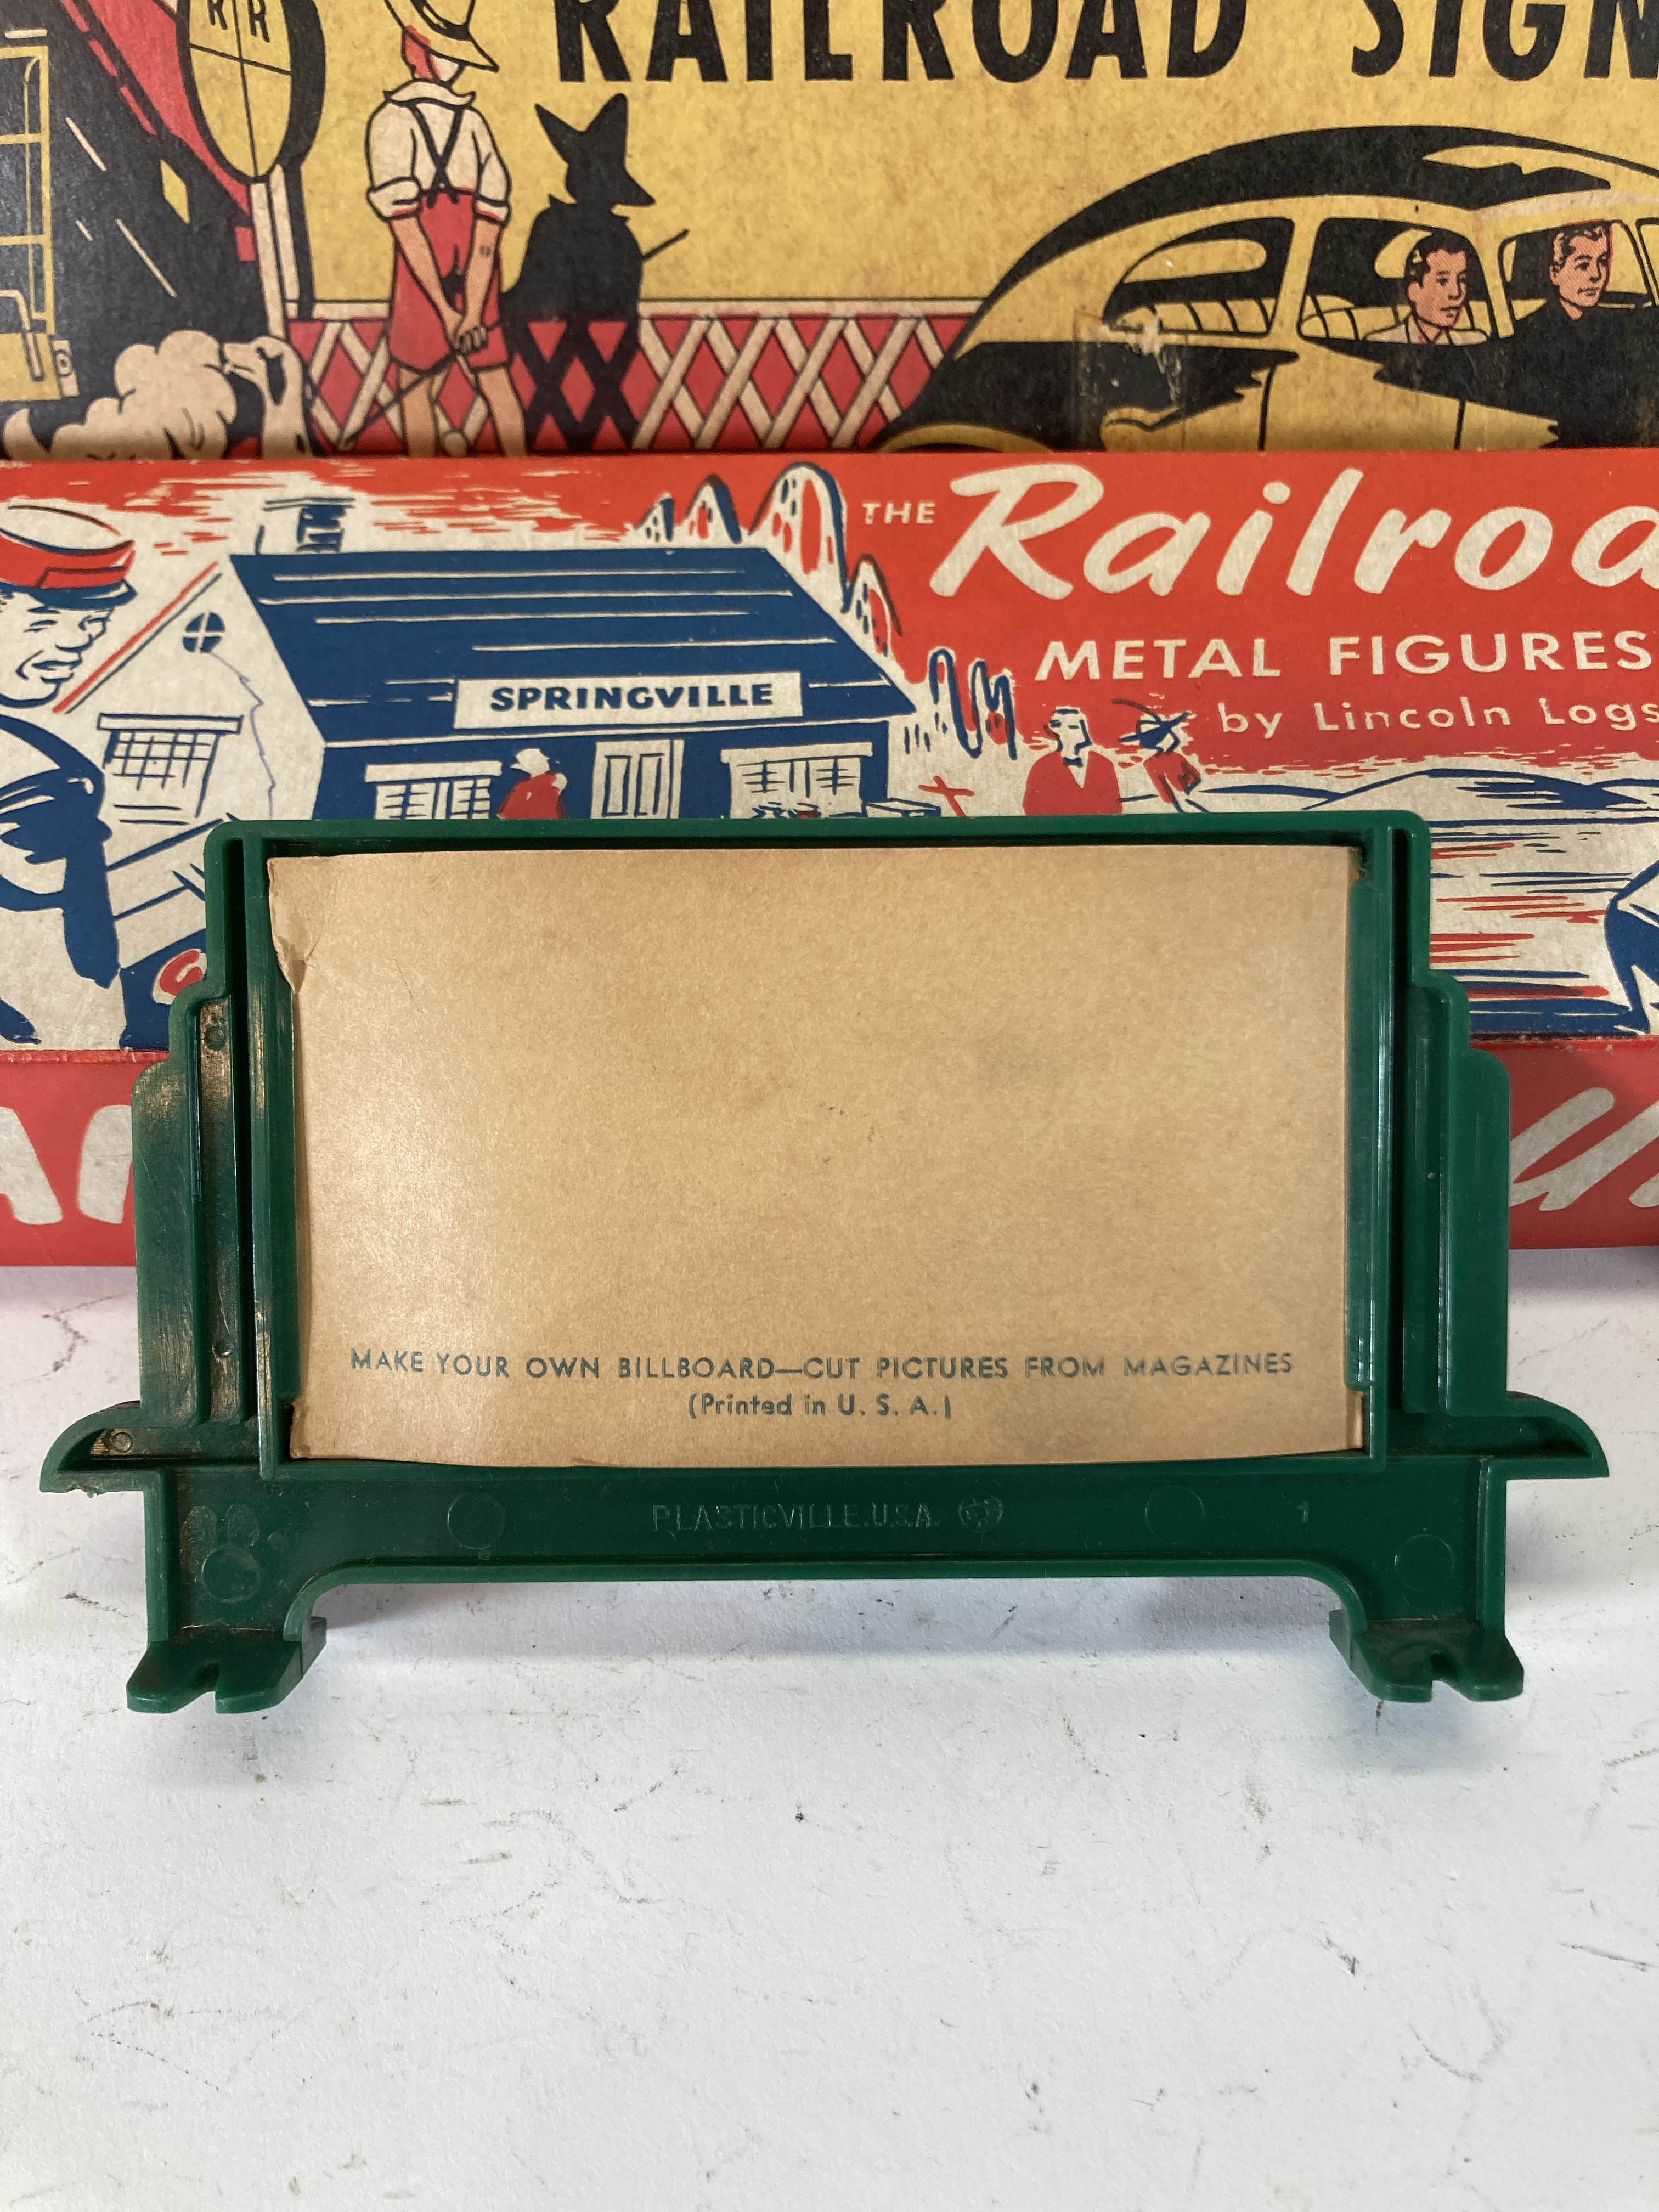 RR
RAILROAD SIGN
THE Railroa
METAL FIGURES
by Lincoln Logs
SPRINGVILLE
MAKE YOUR OWN BILLBOARD—CUT PICTURES FROM MAGAZINES
(Printed in U. S. A.)
PLASTICVILLE.U.S.A.
1